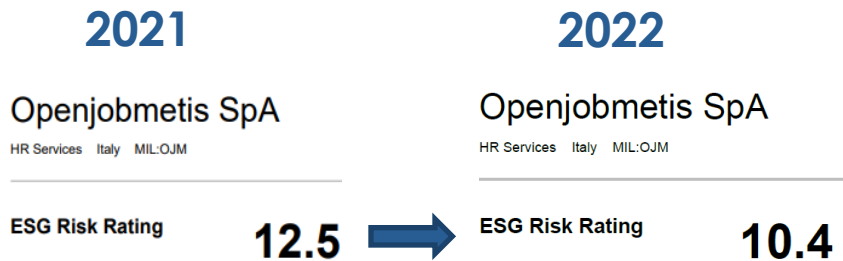 2021
Openjobmetis SpA
HR Services Italy MIL:OJM
ESG Risk Rating 12.5
2022
Openjobmetis SpA
HR Services Italy MIL:OJM
ESG Risk Rating 10.4